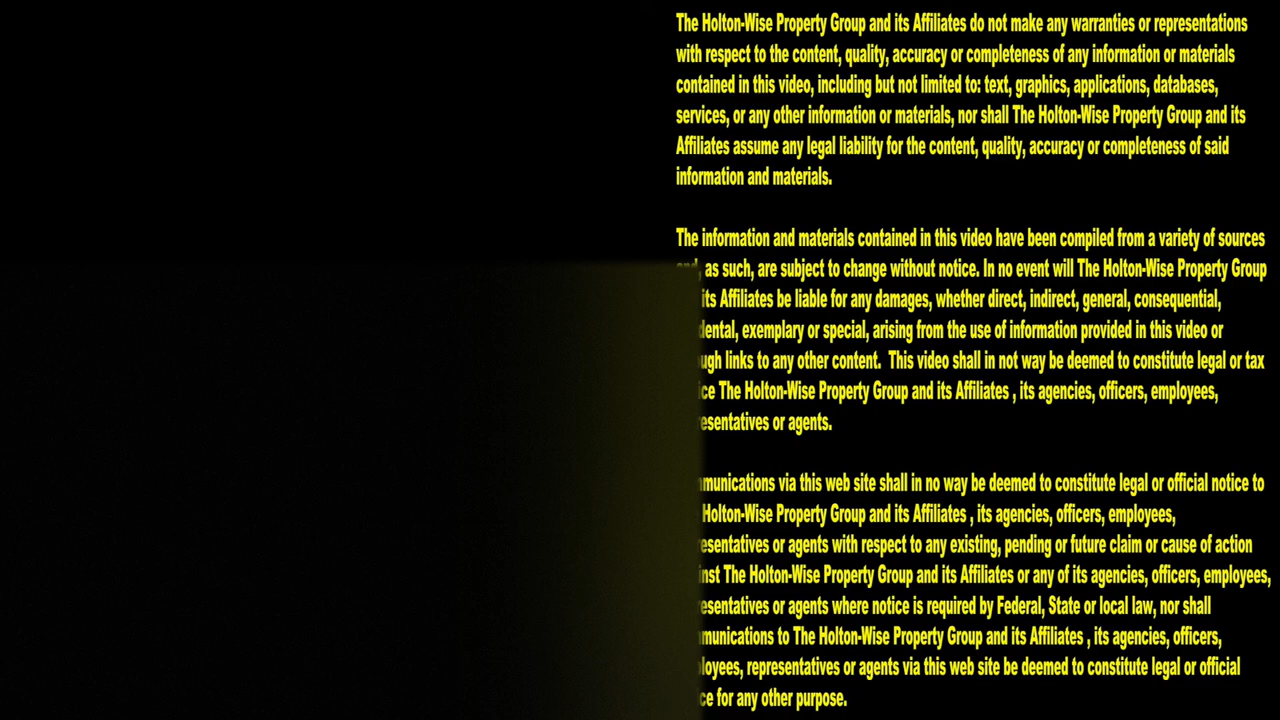 The Holton-Wise Property Group and its Affiliates do not make any warranties or representations
with respect to the content, quality, accuracy or completeness of any information or materials
contained in this video, including but not limited to: text, graphics, applications, databases,
services, or any other information or materials, nor shall The Holton-Wise Property Group and its
Affiliates assume any legal liability for the content, quality, accuracy or completeness of said
information and materials.
The information and materials contained in this video have been compiled from a variety of sources
as such, are subject to change without notice. In no event will The Holton-Wise Property Group
its Affiliates be liable for any damages, whether direct, indirect, general, consequential,
dental, exemplary or special, arising from the use of information provided in this video or
ugh links to any other content. This video shall in not way be deemed to constitute legal or tax
ce The Holton-Wise Property Group and its Affiliates , its agencies, officers, employees,
esentatives or agents.
munications via this web site shall in no way be deemed to constitute legal or official notice to
Holton-Wise Property Group and its Affiliates , its agencies, officers, employees,
esentatives or agents with respect to any existing, pending or future claim or cause of action
inst The Holton-Wise Property Group and its Affiliates or any of its agencies, officers, employees,
esentatives or agents where notice is required by Federal, State or local law, nor shall
munications to The Holton-Wise Property Group and its Affiliates , its agencies, officers,
loyees, representatives or agents via this web site be deemed to constitute legal or official
ce for any other purpose.